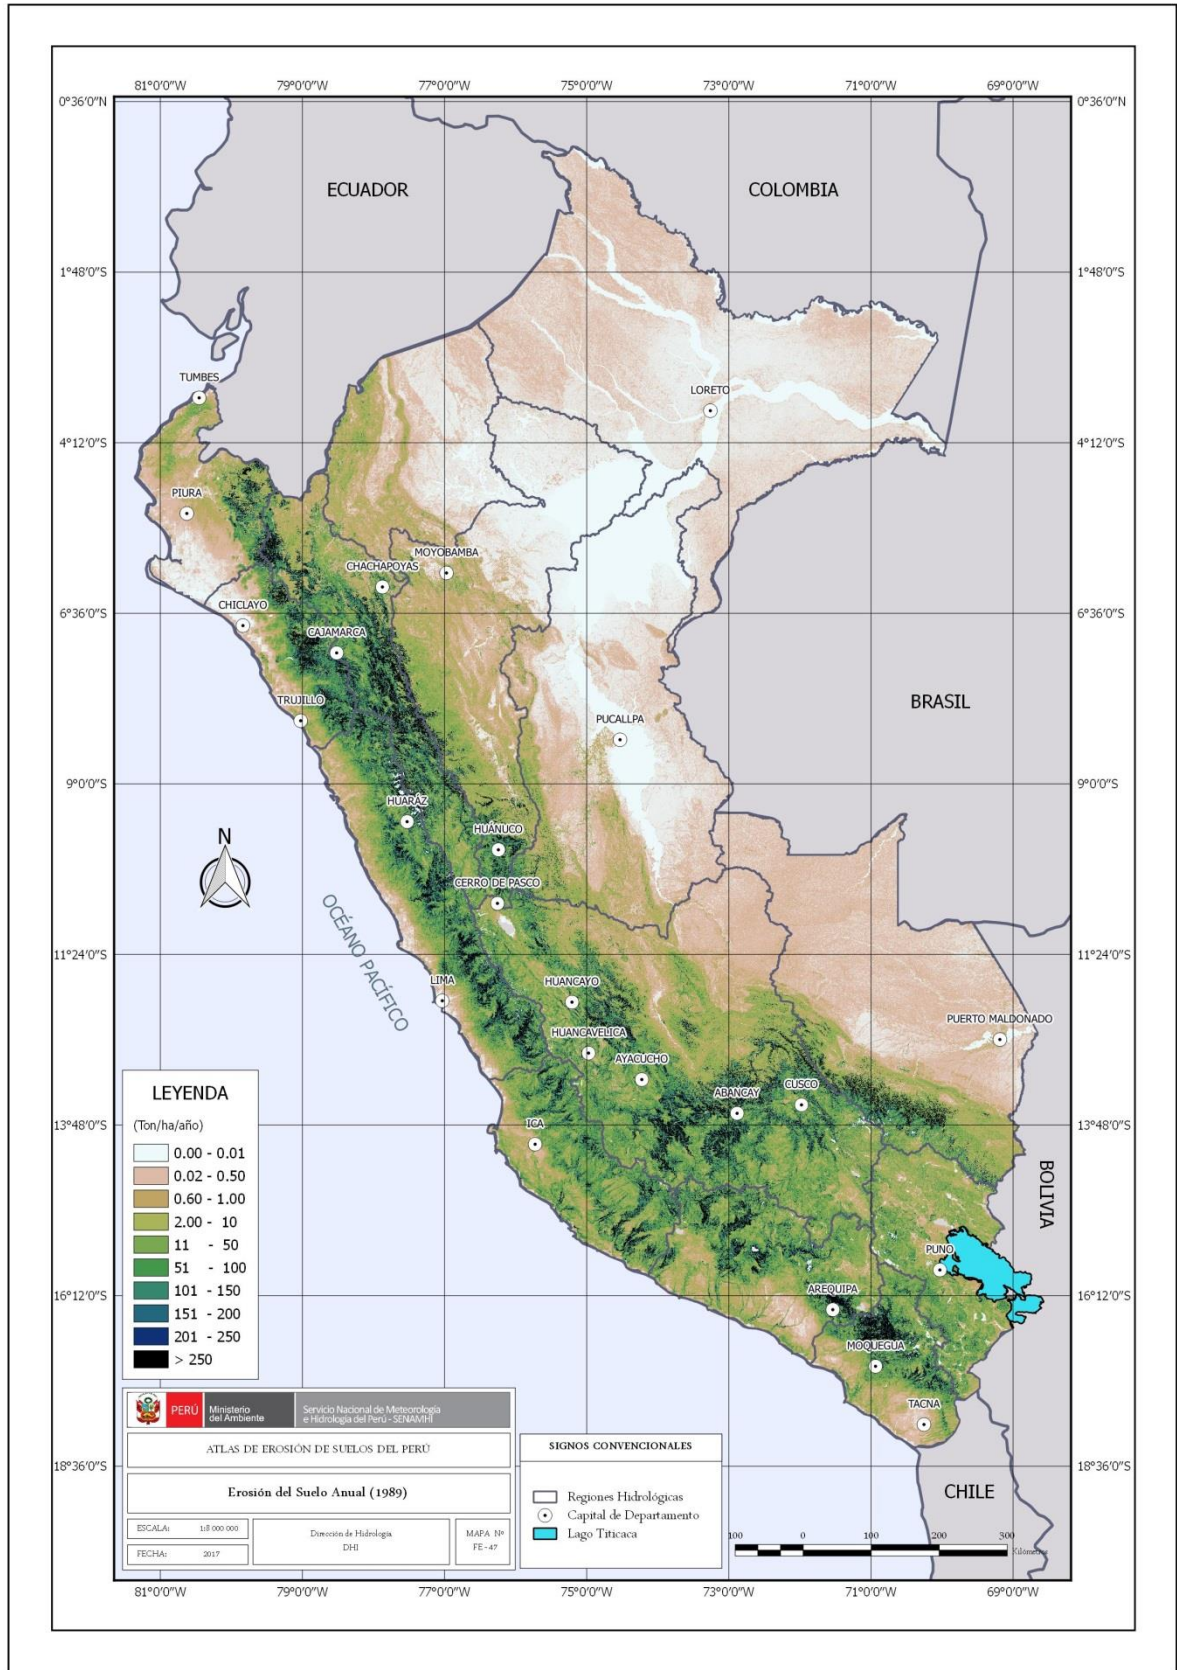 81°0'0"W 79°0'0"W 77°0'0"W 75°0'0"W 73°0'0"W 71°0'0"W 69°0'0"W
0°36'0"N 0°36'0"N
ECUADOR
COLOMBIA
1°48'0"S 1°48'0"S
TUMBES
LORETO
4°12'0"S 4°12'0"S
PIURA
MOYOBAMBA
CHACHAPOYAS
6°36'0"S 6°36'0"S
CHICLAYO
CAJAMARCA
BRASIL
TRUJILLO
PUCALLPA
9°0'0"S 9°0'0"S
HUARÁZ
N
HUÁNUCO
CERRO DE PASCO
OCÉANO PACÍFICO
11°24'0"S 11°24'0"S
LIMA
HUANCAYO
PUERTO MALDONADO
HUANCAVELICA
AYACUCHO
CUSCO
ABANCAY
13°48'0"S 13°48'0"S
ICA
BOLIVIA
PUNO
AREQUIPA
16°12'0"S 16°12'0"S
MOQUEGUA
TACNA
18°36'0"S 18°36'0"S
CHILE
LEYENDA
(Ton/ha/año)
0.00 - 0.01
0.02 - 0.50
0.60 - 1.00
2.00 - 10
11 - 50
51 - 100
101 - 150
151 - 200
201 - 250
> 250
PERÚ
Ministerio
del Ambiente
Servicio Nacional de Meteorología
e Hidrología del Perú - SENAMHI
ATLAS DE EROSIÓN DE SUELOS DEL PERÚ
Erosión del Suelo Anual (1989)
ESCALA: 1:8 000 000
FECHA: 2017
Dirección de Hidrología
DHI
MAPA Nº
FE - 47
SIGNOS CONVENCIONALES
Regiones Hidrológicas
Capital de Departamento
Lago Titicaca
100 0 100 200 300
Kilómetros
81°0'0"W 79°0'0"W 77°0'0"W 75°0'0"W 73°0'0"W 71°0'0"W 69°0'0"W